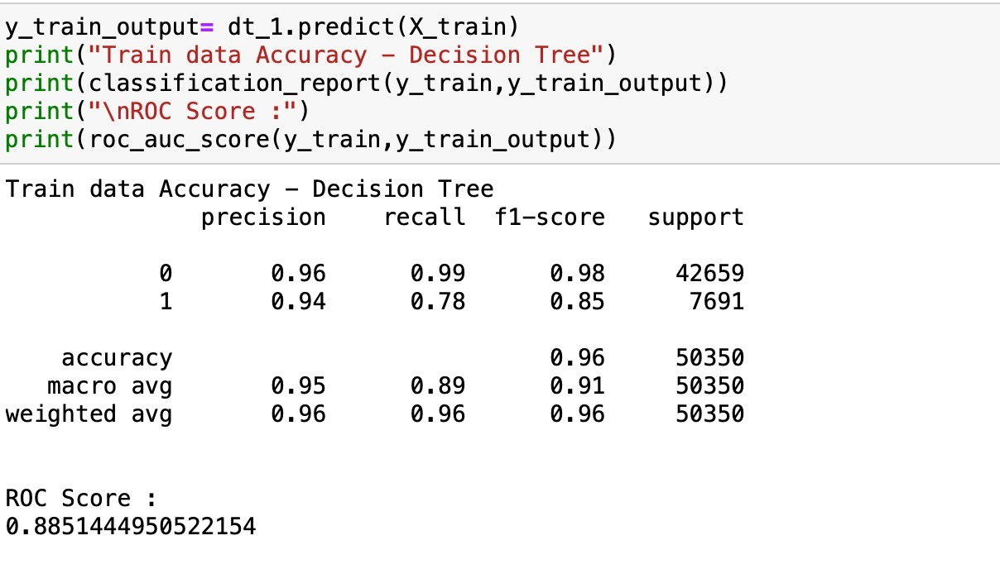 y_train_output= dt_1.predict(X_train)
print("Train data Accuracy – Decision Tree")
print(classification_report(y_train,y_train_output))
print("\nROC Score :")
print(roc_auc_score(y_train,y_train_output))
Train data Accuracy – Decision Tree
precision recall f1-score support
0 0.96 0.99 0.98 42659
1 0.94 0.78 0.85 7691
accuracy 0.96 50350
macro avg 0.95 0.89 0.91 50350
weighted avg 0.96 0.96 0.96 50350
ROC Score :
0.8851444950522154